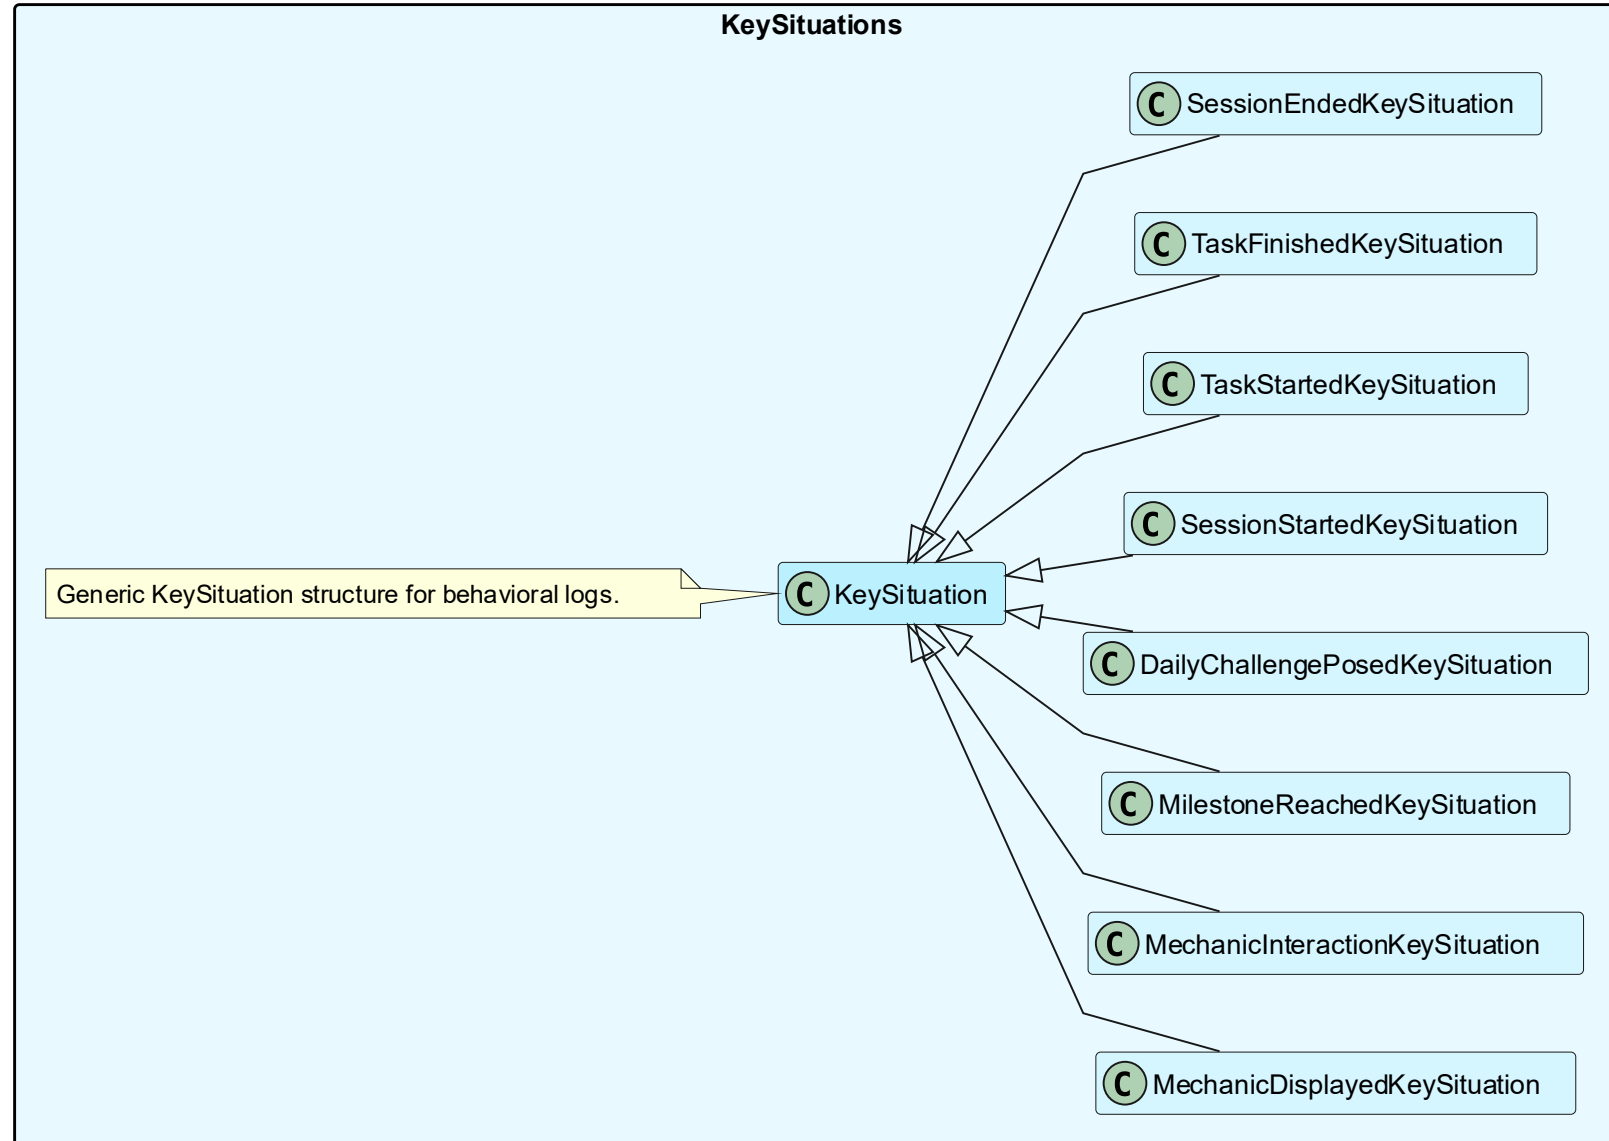 KeySituations
C SessionEndedKeySituation
C TaskFinishedKeySituation
C TaskStartedKeySituation
C SessionStartedKeySituation
Generic KeySituation structure for behavioral logs.
C KeySituation
C DailyChallengePosedKeySituation
C MilestoneReachedKeySituation
C MechanicInteractionKeySituation
C MechanicDisplayedKeySituation